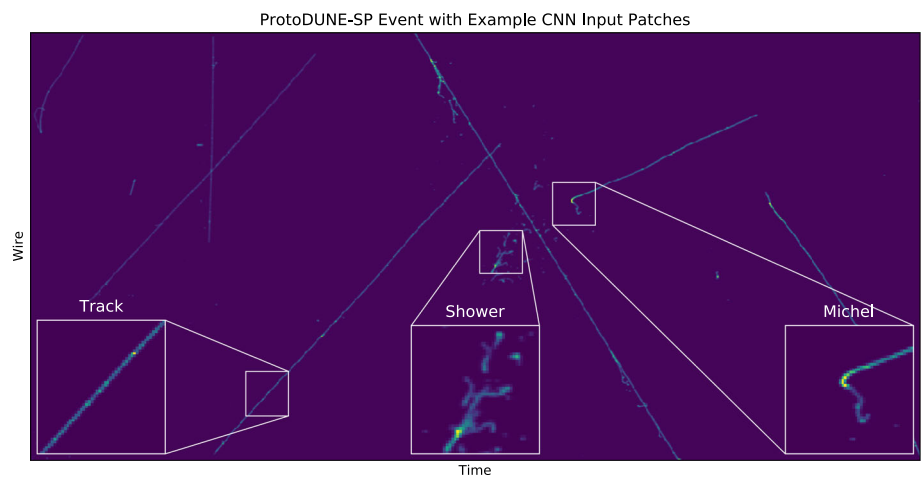 ProtoDUNE-SP Event with Example CNN Input Patches
Wire
Track
Shower
Michel
Time